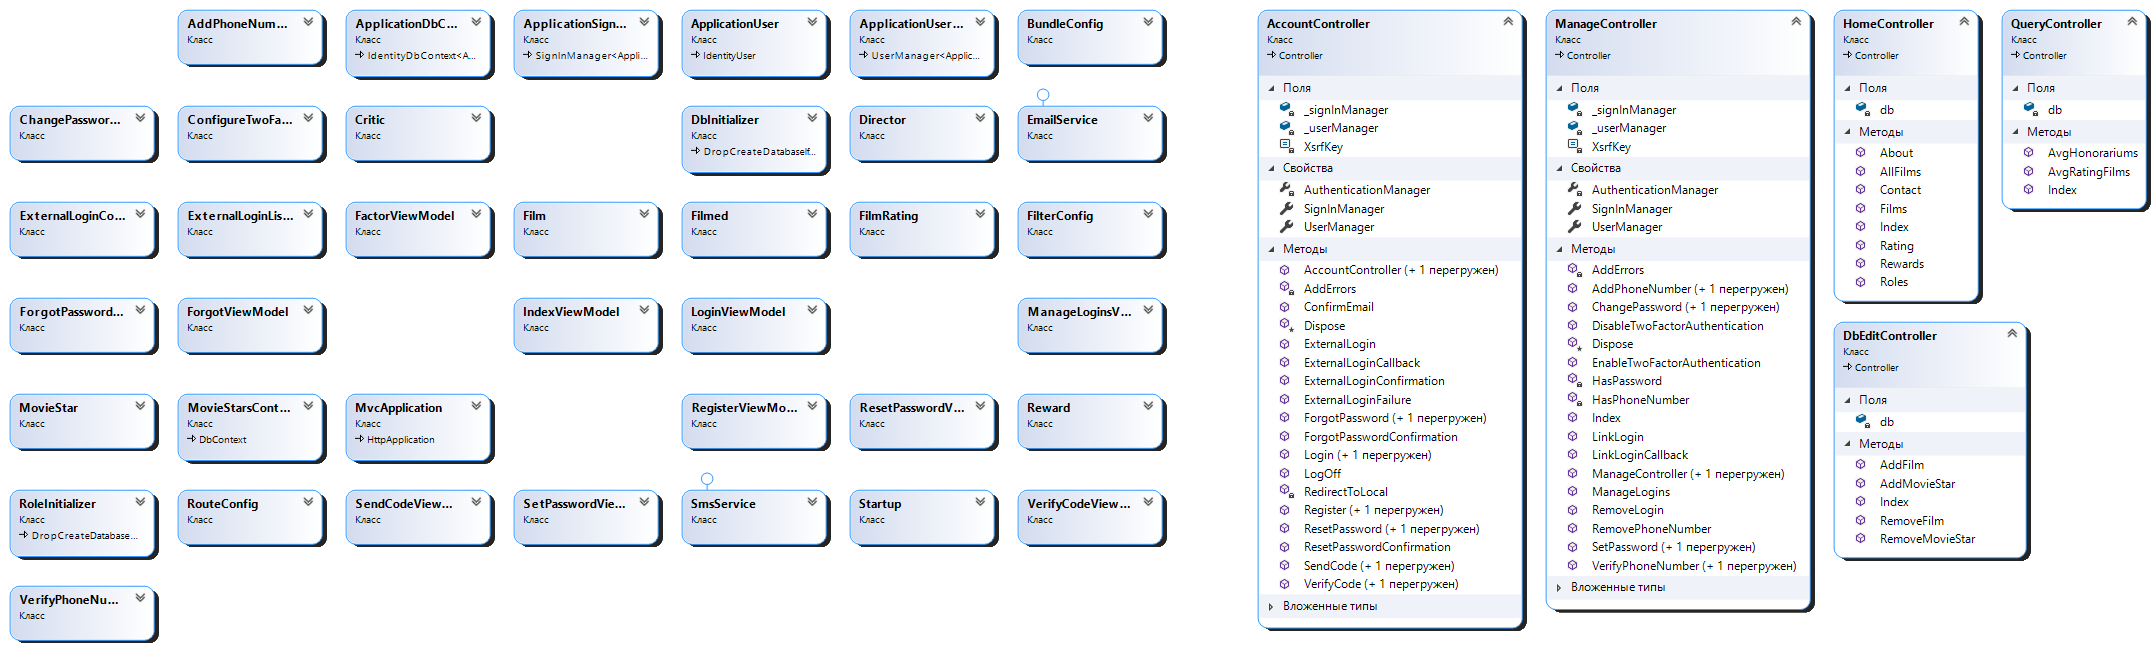 AddPhoneNum...
Класс
ApplicationDbC...
Класс
IdentityDbContext<A...
ApplicationSign...
Класс
SignInManager<Appli...
ApplicationUser
Класс
IdentityUser
ApplicationUser...
Класс
UserManager<Applic...
BundleConfig
Класс
ChangePasswor...
Класс
ConfigureTwoFa...
Класс
Critic
Класс
DbInitializer
Класс
DropCreateDatabaseIf...
Director
Класс
EmailService
Класс
ExternalLoginCo...
Класс
ExternalLoginLis...
Класс
FactorViewModel
Класс
Film
Класс
Filmed
Класс
FilmRating
Класс
FilterConfig
Класс
ForgotPassword...
Класс
ForgotViewModel
Класс
IndexViewModel
Класс
LoginViewModel
Класс
ManageLoginsV...
Класс
MovieStar
Класс
MovieStarsCont...
Класс
DbContext
MvcApplication
Класс
HttpApplication
RegisterViewMo...
Класс
ResetPasswordV...
Класс
Reward
Класс
RoleInitializer
Класс
DropCreateDatabase...
RouteConfig
Класс
SendCodeView...
Класс
SetPasswordVie...
Класс
SmsService
Класс
Startup
Класс
VerifyCodeView...
Класс
VerifyPhoneNu...
Класс
AccountController
Класс
Controller
Поля
_signInManager
_userManager
XsrfKey
Свойства
AuthenticationManager
SignInManager
UserManager
Методы
AccountController (+ 1 перегружен)
AddErrors
ConfirmEmail
Dispose
ExternalLogin
ExternalLoginCallback
ExternalLoginConfirmation
ExternalLoginFailure
ForgotPassword (+ 1 перегружен)
ForgotPasswordConfirmation
Login (+ 1 перегружен)
LogOff
RedirectToLocal
Register (+ 1 перегружен)
ResetPassword (+ 1 перегружен)
ResetPasswordConfirmation
SendCode (+ 1 перегружен)
VerifyCode (+ 1 перегружен)
Вложенные типы
ManageController
Класс
Controller
Поля
_signInManager
_userManager
XsrfKey
Свойства
AuthenticationManager
SignInManager
UserManager
Методы
AddErrors
AddPhoneNumber (+ 1 перегружен)
ChangePassword (+ 1 перегружен)
DisableTwoFactorAuthentication
Dispose
EnableTwoFactorAuthentication
HasPassword
HasPhoneNumber
Index
LinkLogin
LinkLoginCallback
ManageController (+ 1 перегружен)
ManageLogins
RemoveLogin
RemovePhoneNumber
SetPassword (+ 1 перегружен)
VerifyPhoneNumber (+ 1 перегружен)
Вложенные типы
HomeController
Класс
Controller
Поля
db
Методы
About
AllFilms
Contact
Films
Index
Rating
Rewards
Roles
QueryController
Класс
Controller
Поля
db
Методы
AvgHonorariums
AvgRatingFilms
Index
DbEditController
Класс
Controller
Поля
db
Методы
AddFilm
AddMovieStar
Index
RemoveFilm
RemoveMovieStar